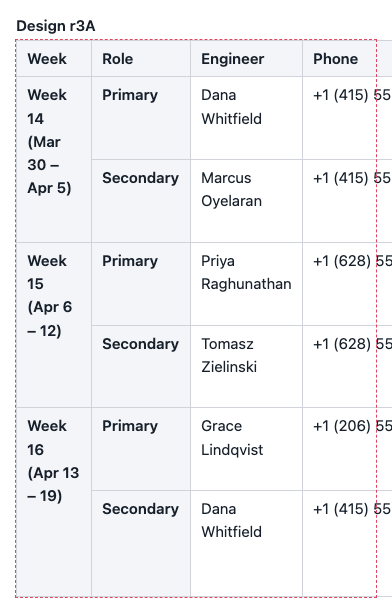 Design r3A
Week Role Engineer Phone
Week 14 (Mar 30 – Apr 5) Primary Dana Whitfield +1 (415) 55
Secondary Marcus Oyelaran +1 (415) 55
Week 15 (Apr 6 – 12) Primary Priya Raghunathan +1 (628) 55
Secondary Tomasz Zielinski +1 (628) 55
Week 16 (Apr 13 – 19) Primary Grace Lindqvist +1 (206) 55
Secondary Dana Whitfield +1 (415) 55